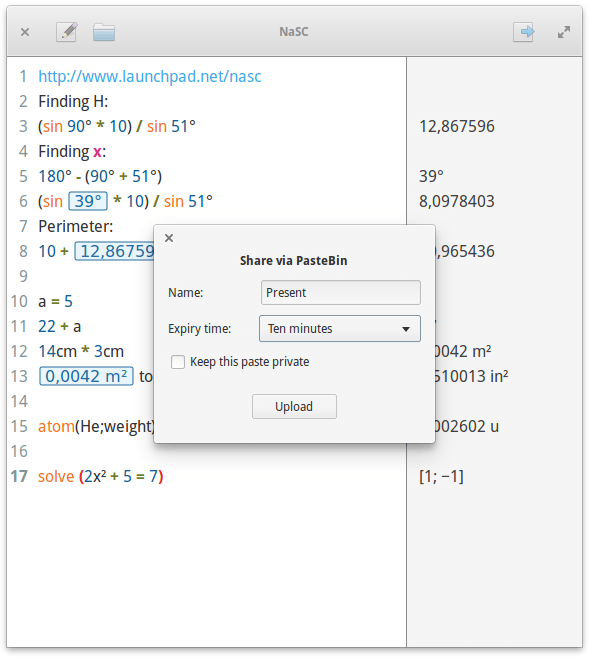 NaSC
1 http://www.launchpad.net/nasc
2 Finding H:
3 (sin 90° * 10) / sin 51° 12,867596
4 Finding x:
5 180° - (90° + 51°) 39°
6 (sin 39° * 10) / sin 51° 8,0978403
7 Perimeter:
8 10 + 12,86759 ,965436
9
10 a = 5
11 22 + a
12 14cm * 3cm 0042 m²
13 0,0042 m² to 510013 in²
14
15 atom(He;weight) 002602 u
16
17 solve (2x² + 5 = 7) [1; −1]
Share via PasteBin
Name: Present
Expiry time: Ten minutes
Keep this paste private
Upload